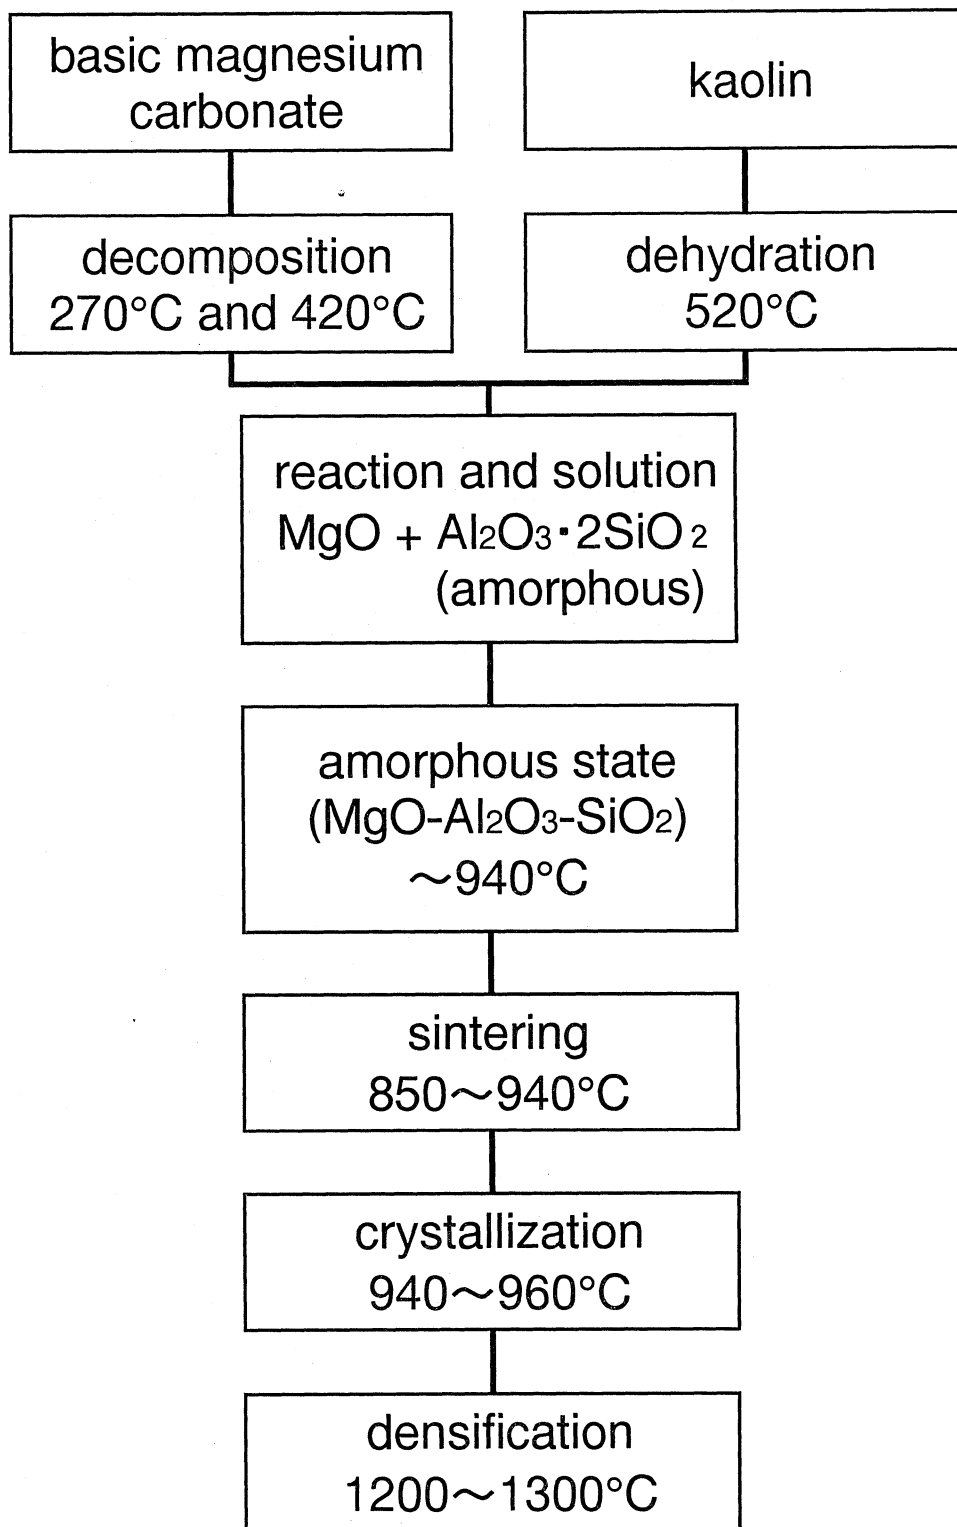 basic magnesium
carbonate
kaolin
decomposition
270°C and 420°C
dehydration
520°C
reaction and solution
MgO + Al2O3·2SiO2
(amorphous)
amorphous state
(MgO-Al2O3-SiO2)
~940°C
sintering
850~940°C
crystallization
940~960°C
densification
1200~1300°C